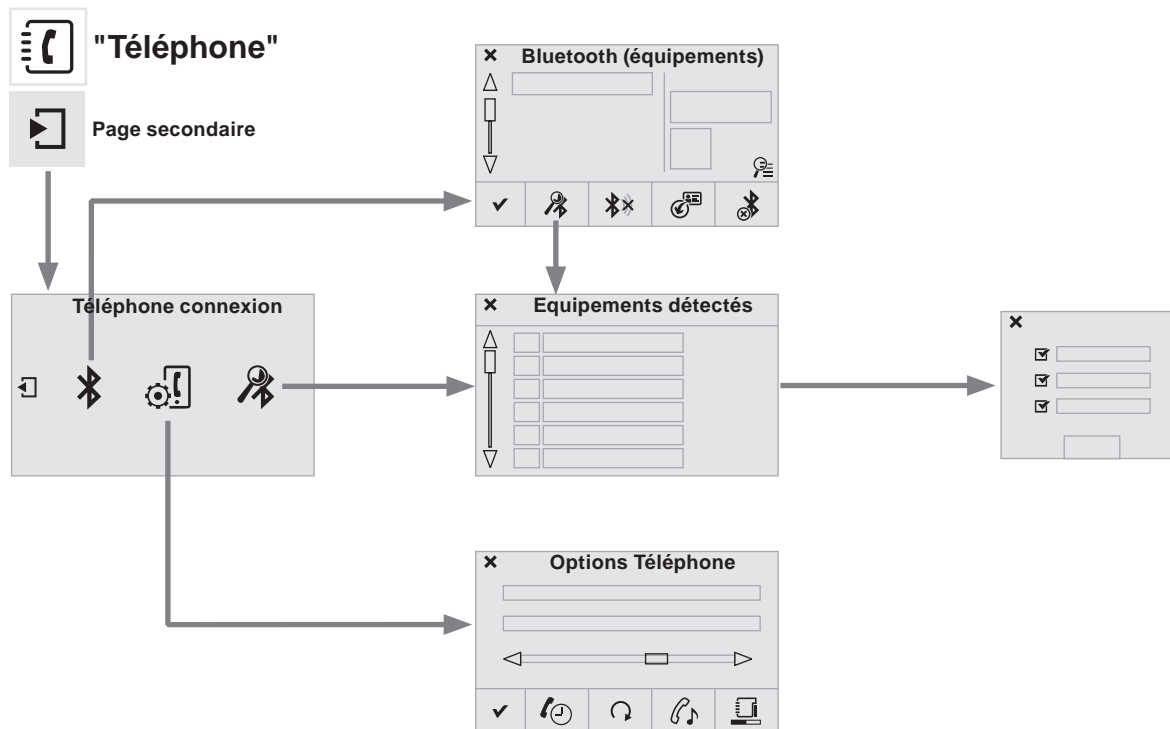 "Téléphone"
Page secondaire
Bluetooth (équipements)
Téléphone connexion
Equipements détectés
Options Téléphone